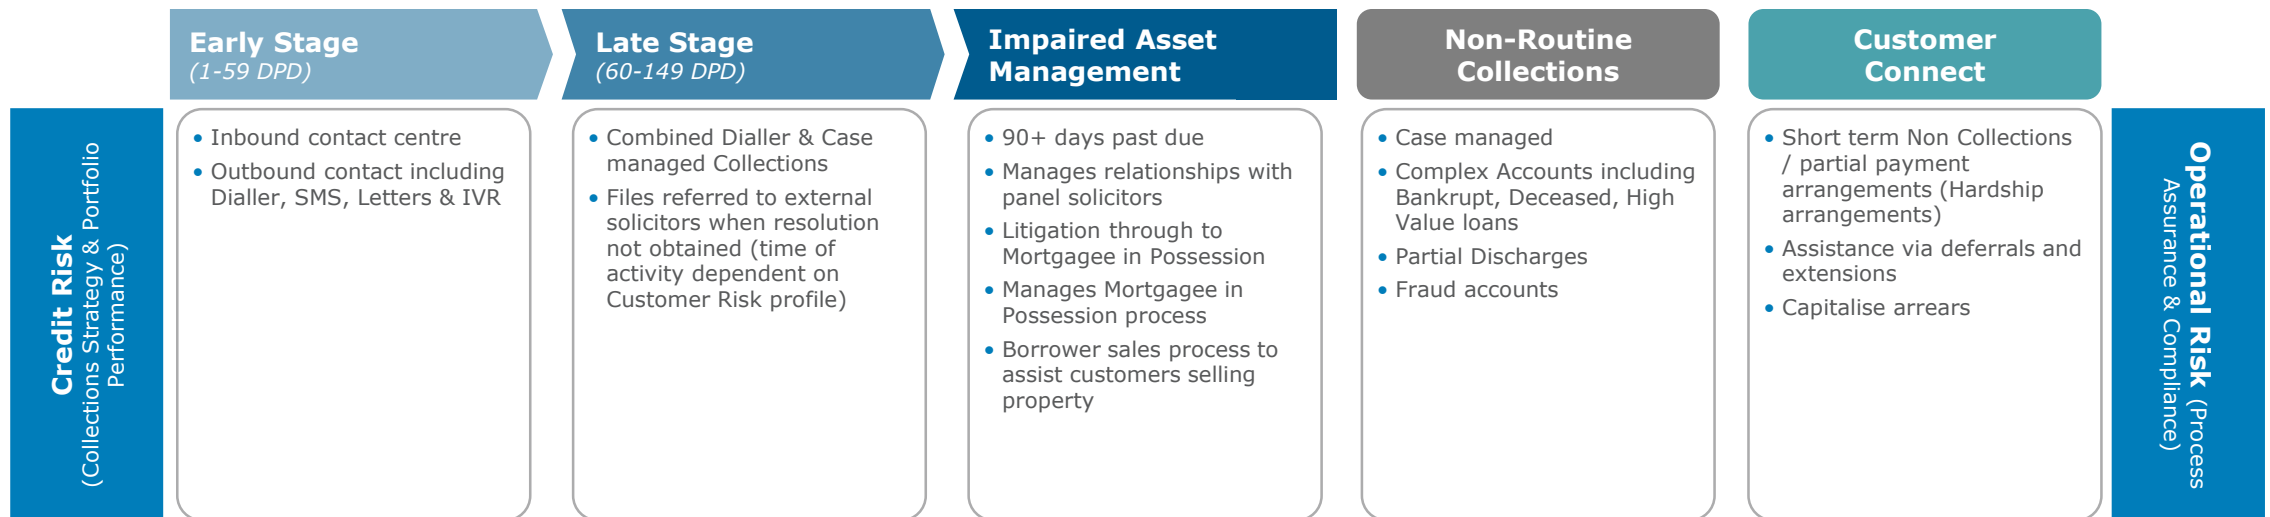 Credit Risk
(Collections Strategy & Portfolio
Performance)
Early Stage
(1-59 DPD)
• Inbound contact centre
• Outbound contact including
Dialler, SMS, Letters & IVR
Late Stage
(60-149 DPD)
• Combined Dialler & Case
managed Collections
• Files referred to external
solicitors when resolution
not obtained (time of
activity dependent on
Customer Risk profile)
Impaired Asset
Management
• 90+ days past due
• Manages relationships with
panel solicitors
• Litigation through to
Mortgagee in Possession
• Manages Mortgagee in
Possession process
• Borrower sales process to
assist customers selling
property
Non-Routine
Collections
• Case managed
• Complex Accounts including
Bankrupt, Deceased, High
Value loans
• Partial Discharges
• Fraud accounts
Customer
Connect
• Short term Non Collections
/ partial payment
arrangements (Hardship
arrangements)
• Assistance via deferrals and
extensions
• Capitalise arrears
Operational Risk (Process
Assurance & Compliance)